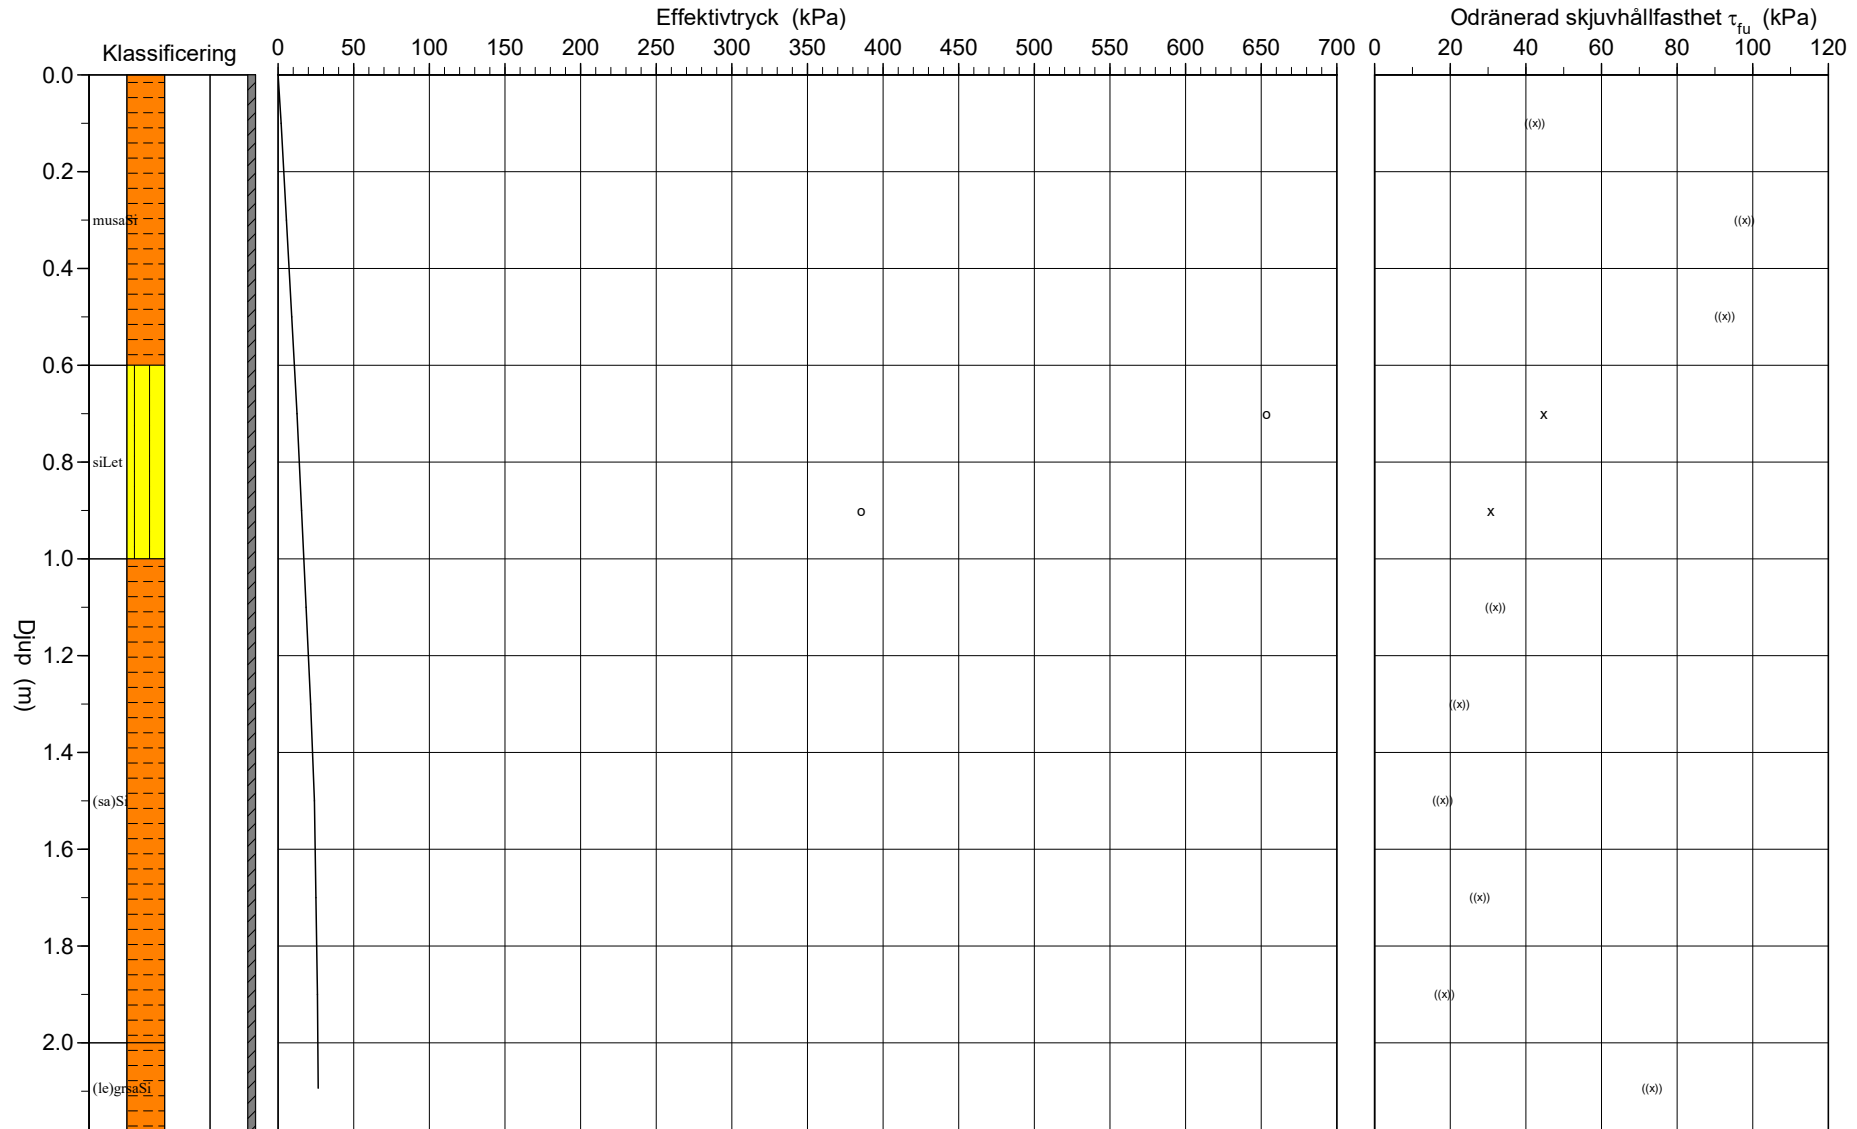 Effektivtryck (kPa)
Odränerad skjuvhållfasthet τfu (kPa)
Klassificering
0 50 100 150 200 250 300 350 400 450 500 550 600 650 700
0 20 40 60 80 100 120
0.0
((x))
0.2
musaSi
((x))
0.4
((x))
0.6
o
x
0.8
siLet
o
x
1.0
((x))
Djup (m)
1.2
((x))
1.4
(sa)Si
((x))
1.6
((x))
1.8
((x))
2.0
(le)grsaSi
((x))